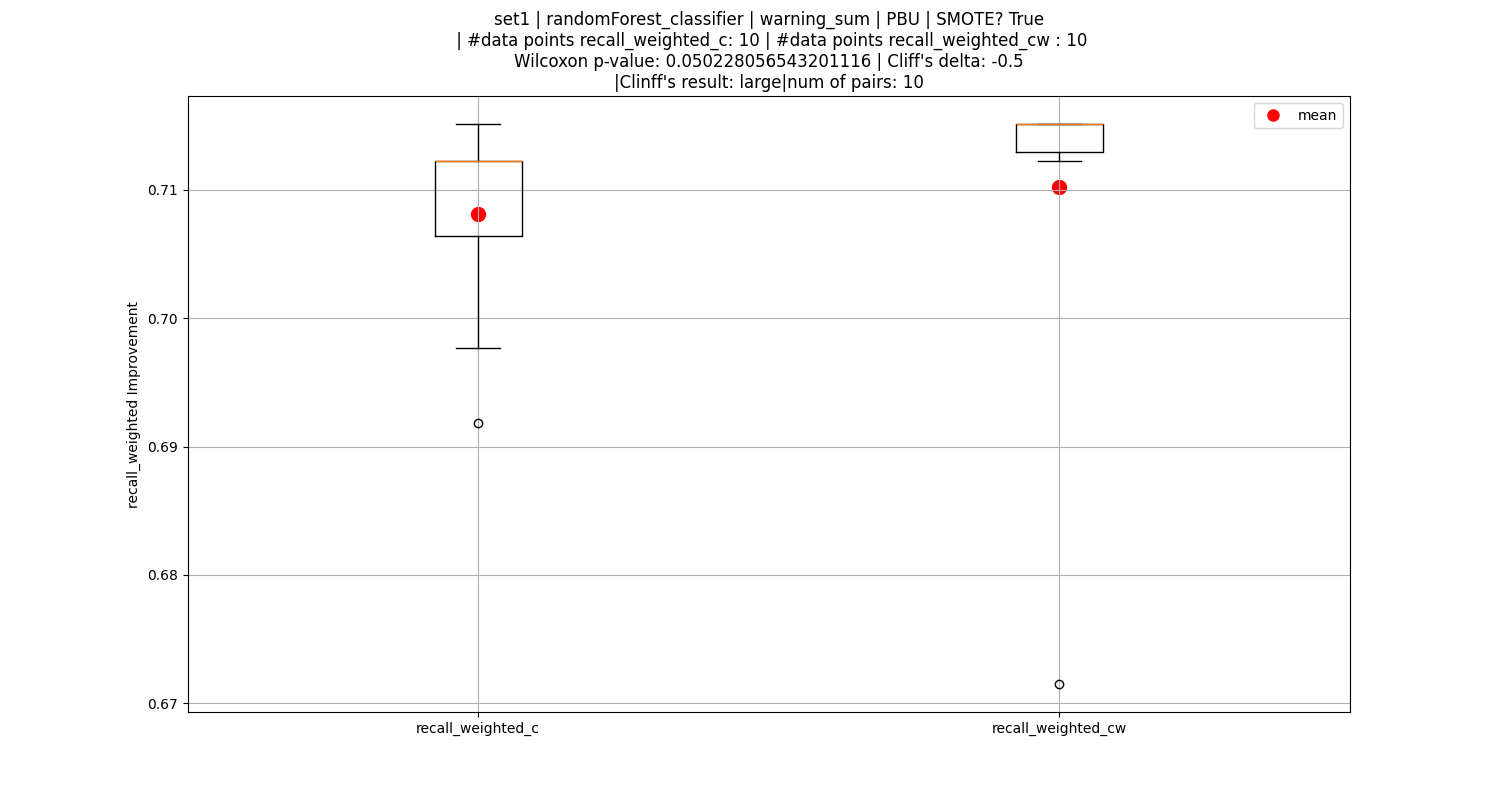 set1 | randomForest_classifier | warning_sum | PBU | SMOTE? True
| #data points recall_weighted_c: 10 | #data points recall_weighted_cw : 10
Wilcoxon p-value: 0.050228056543201116 | Cliff's delta: -0.5
|Clinff's result: large|num of pairs: 10
mean
recall_weighted Improvement
0.71
0.70
0.69
0.68
0.67
recall_weighted_c
recall_weighted_cw